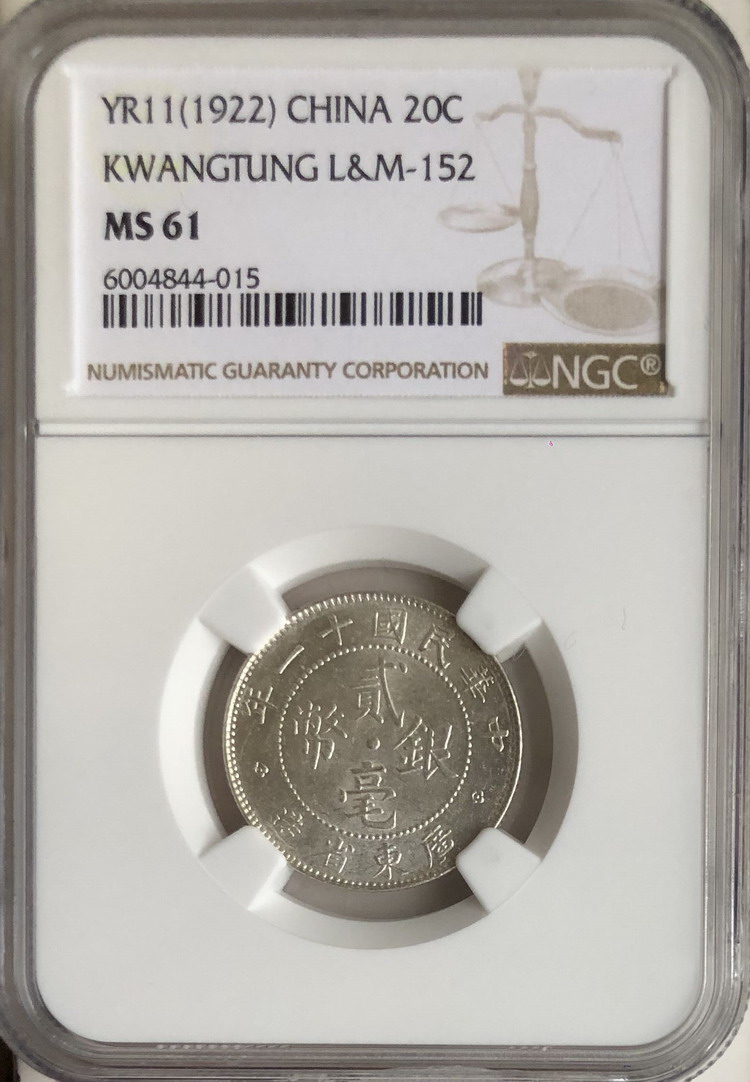 YR11(1922) CHINA 20C
KWANGTUNG L&M-152
MS 61
6004844-015
NUMISMATIC GUARANTY CORPORATION
NGC®
中華民國十一年
貳毫銀幣
廣東省造